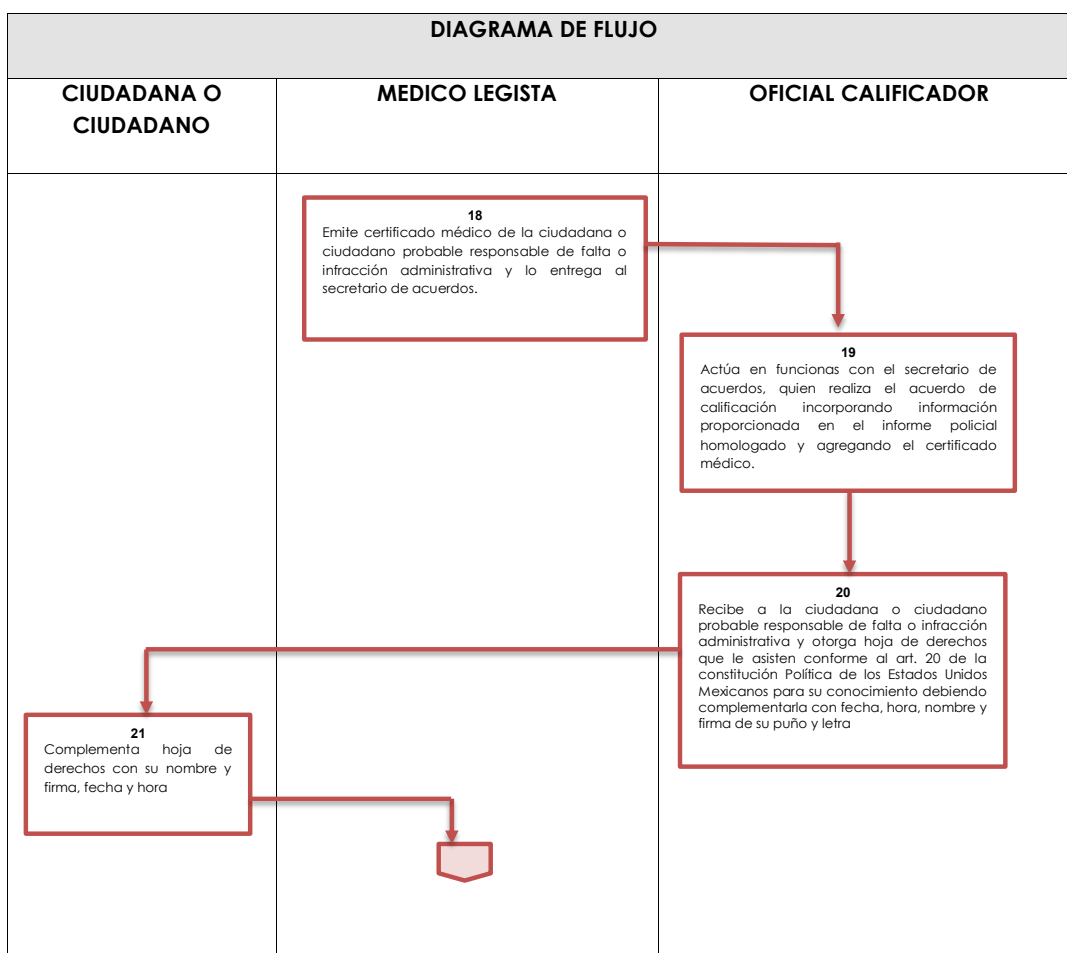 DIAGRAMA DE FLUJO
CIUDADANA O
CIUDADANO
MEDICO LEGISTA
OFICIAL CALIFICADOR
18
Emite certificado médico de la ciudadana o
ciudadano probable responsable de falta o
infracción administrativa y lo entrega al
secretario de acuerdos.
19
Actúa en funcionas con el secretario de
acuerdos, quien realiza el acuerdo de
calificación incorporando información
proporcionada en el informe policial
homologado y agregando el certificado
médico.
20
Recibe a la ciudadana o ciudadano
probable responsable de falta o infracción
administrativa y otorga hoja de derechos
que le asisten conforme al art. 20 de la
constitución Política de los Estados Unidos
Mexicanos para su conocimiento debiendo
complementarla con fecha, hora, nombre y
firma de su puño y letra
21
Complementa hoja de
derechos con su nombre y
firma, fecha y hora